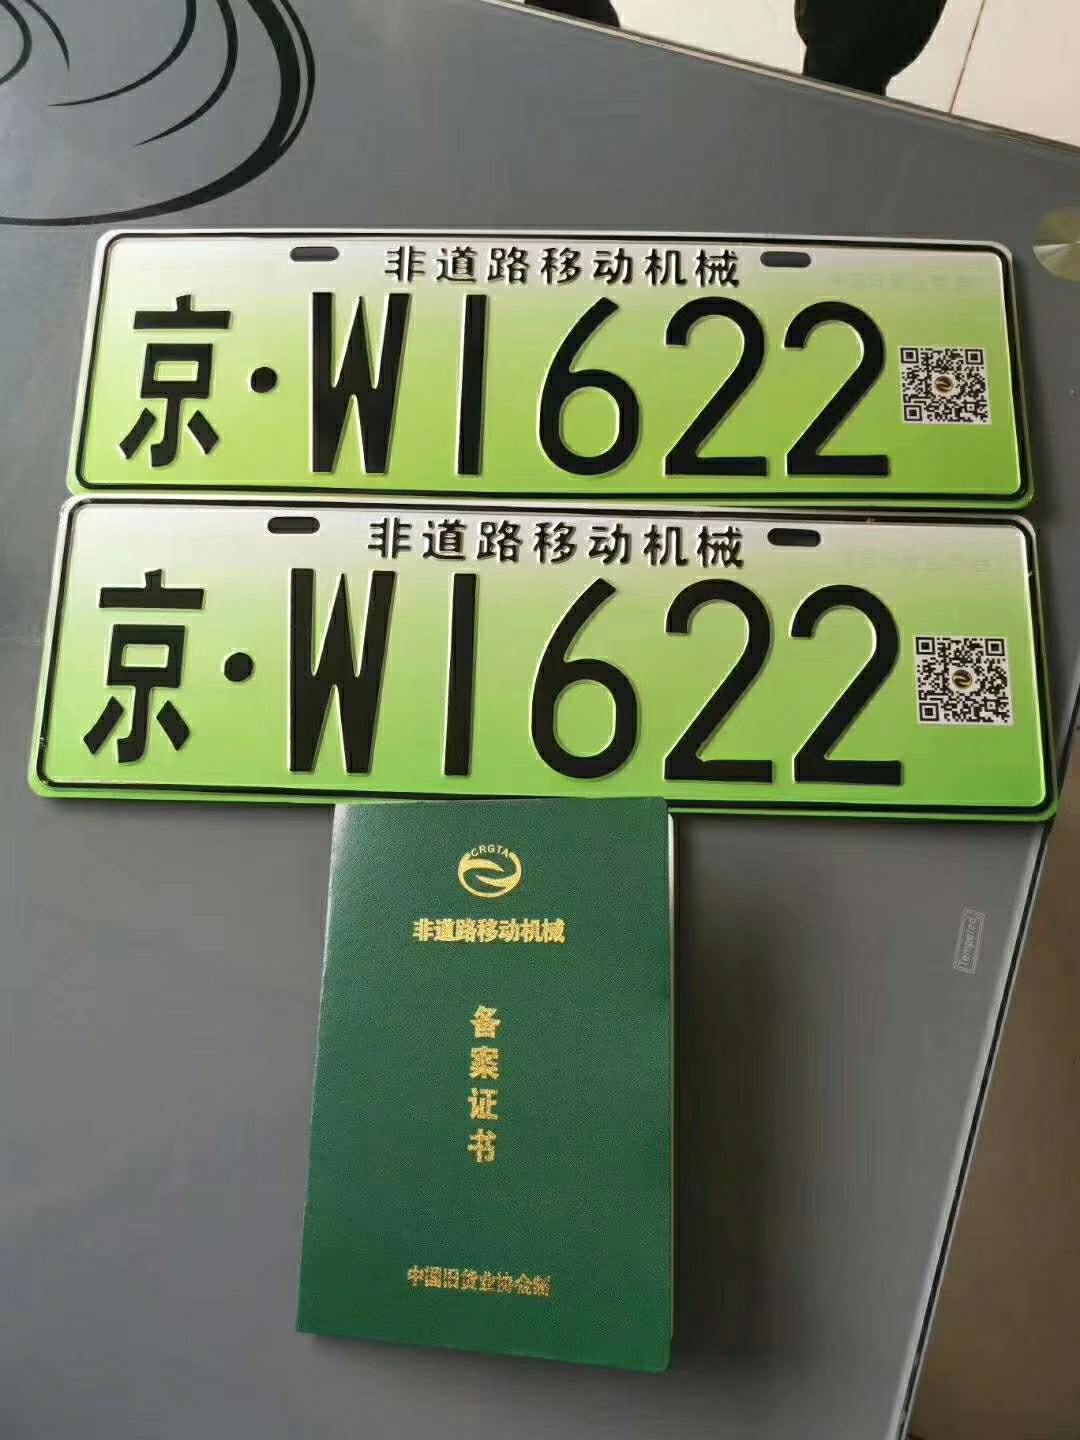 非道路移动机械
京·W1622
非道路移动机械
京·W1622
CRGTA
非道路移动机械
备
案
证
书
中国旧货业协会制
Tempered